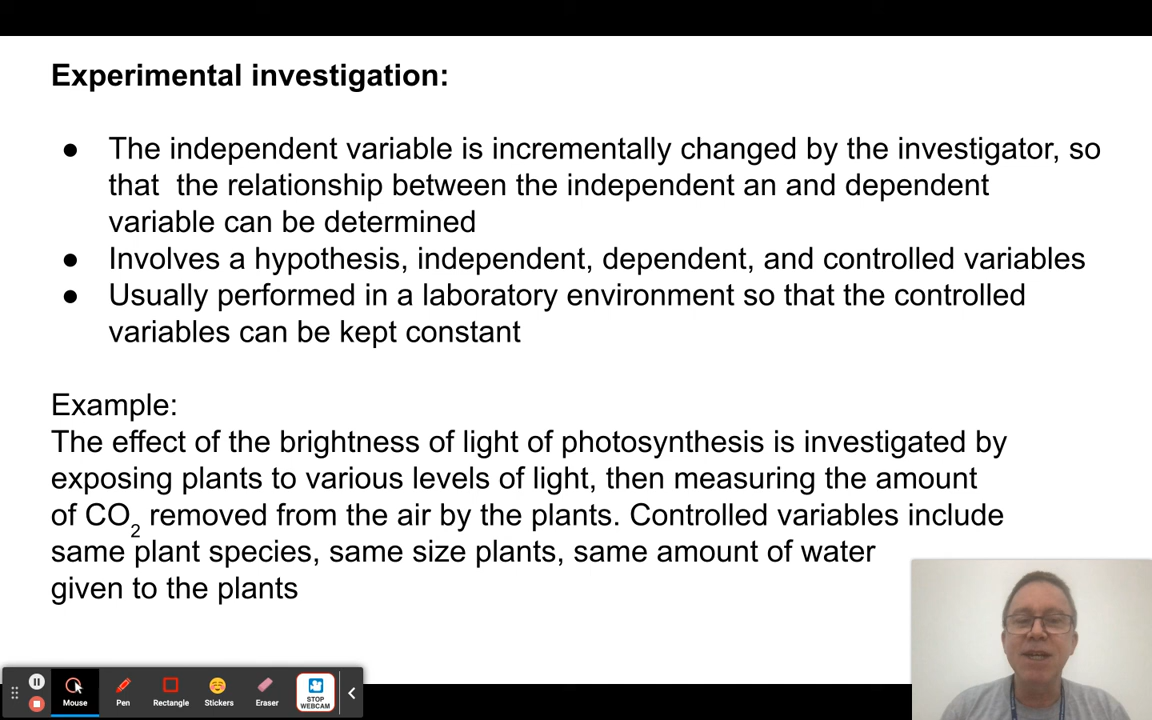 Experimental investigation:
● The independent variable is incrementally changed by the investigator, so
that  the relationship between the independent an and dependent
variable can be determined
● Involves a hypothesis, independent, dependent, and controlled variables
● Usually performed in a laboratory environment so that the controlled
variables can be kept constant
Example:
The effect of the brightness of light of photosynthesis is investigated by
exposing plants to various levels of light, then measuring the amount
of CO2 removed from the air by the plants. Controlled variables include
same plant species, same size plants, same amount of water
given to the plants
Mouse Pen Rectangle Stickers Eraser STOP WEBCAM